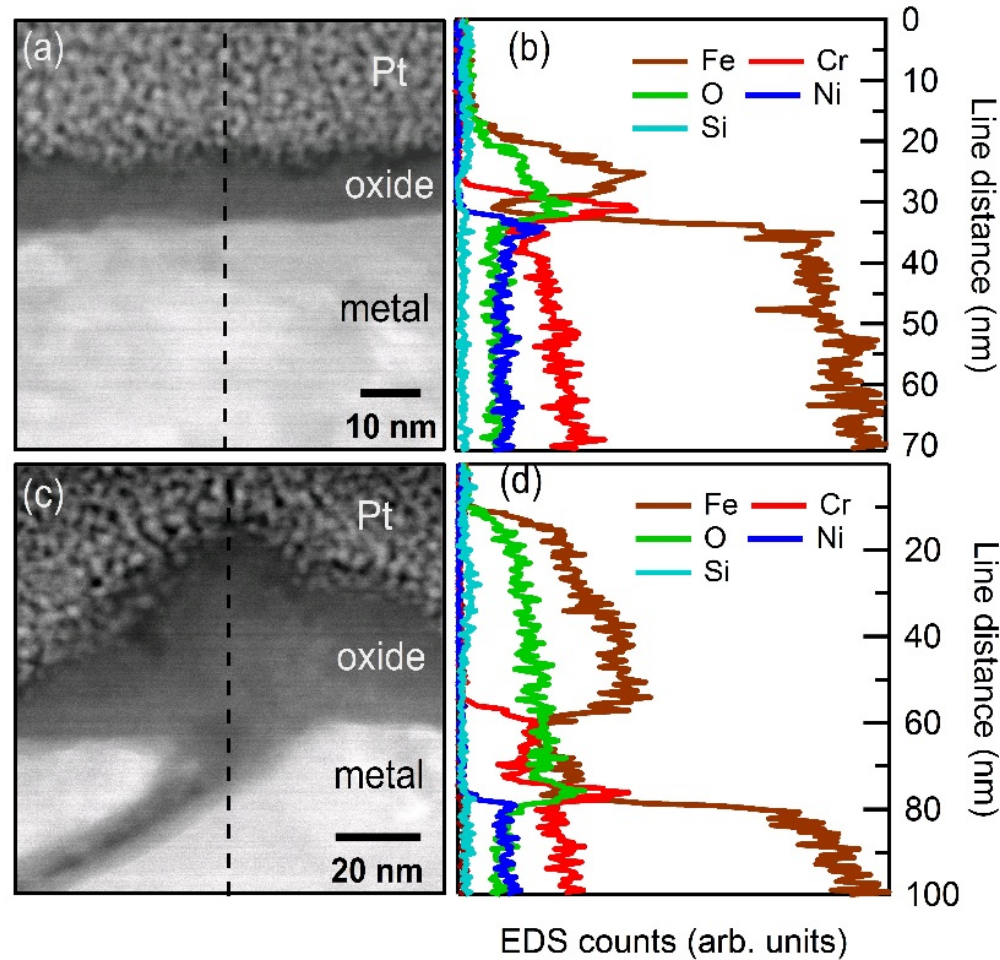 (a)
Pt
oxide
metal
10 nm
(b)
Fe
Cr
O
Ni
Si
0
10
20
30
40
50
60
70
Line distance (nm)
(c)
Pt
oxide
metal
20 nm
(d)
Fe
Cr
O
Ni
Si
20
40
60
80
100
Line distance (nm)
EDS counts (arb. units)